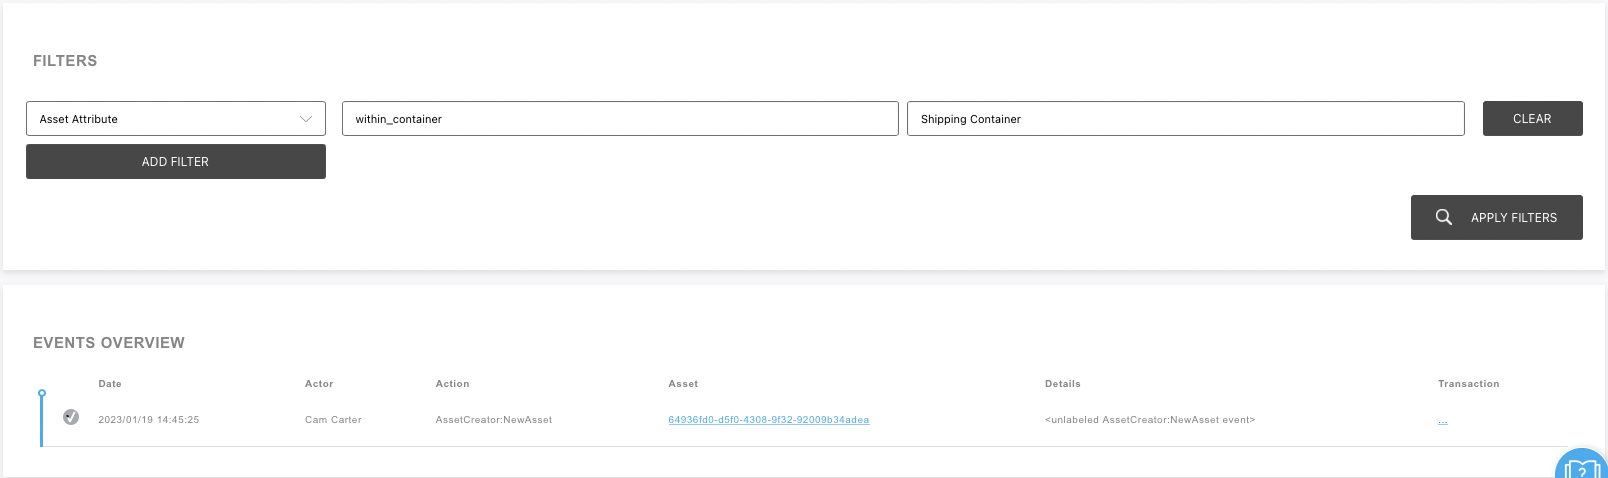 FILTERS
Asset Attribute within_container Shipping Container CLEAR
ADD FILTER
APPLY FILTERS
EVENTS OVERVIEW
Date Actor Action Asset Details Transaction
2023/01/19 14:45:25 Cam Carter AssetCreator:NewAsset 64936fd0-d5f0-4308-9f32-92009b34adea <unlabeled AssetCreator:NewAsset event> ...
?